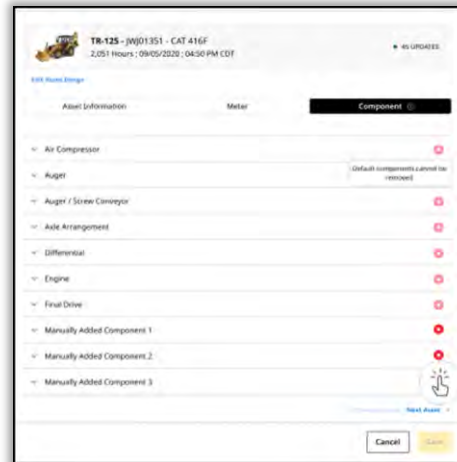 TR-125 - JWJ01351 - CAT 416F
2,051 Hours ; 09/05/2020 ; 04:50 PM CDT
45 UPDATES
Edit Asset Image
Asset Information
Meter
Component
Air Compressor
Auger
Default components cannot be
removed
Auger / Screw Conveyor
Axle Arrangement
Differential
Engine
Final Drive
Manually Added Component 1
Manually Added Component 2
Manually Added Component 3
Next Asset
Cancel
Save